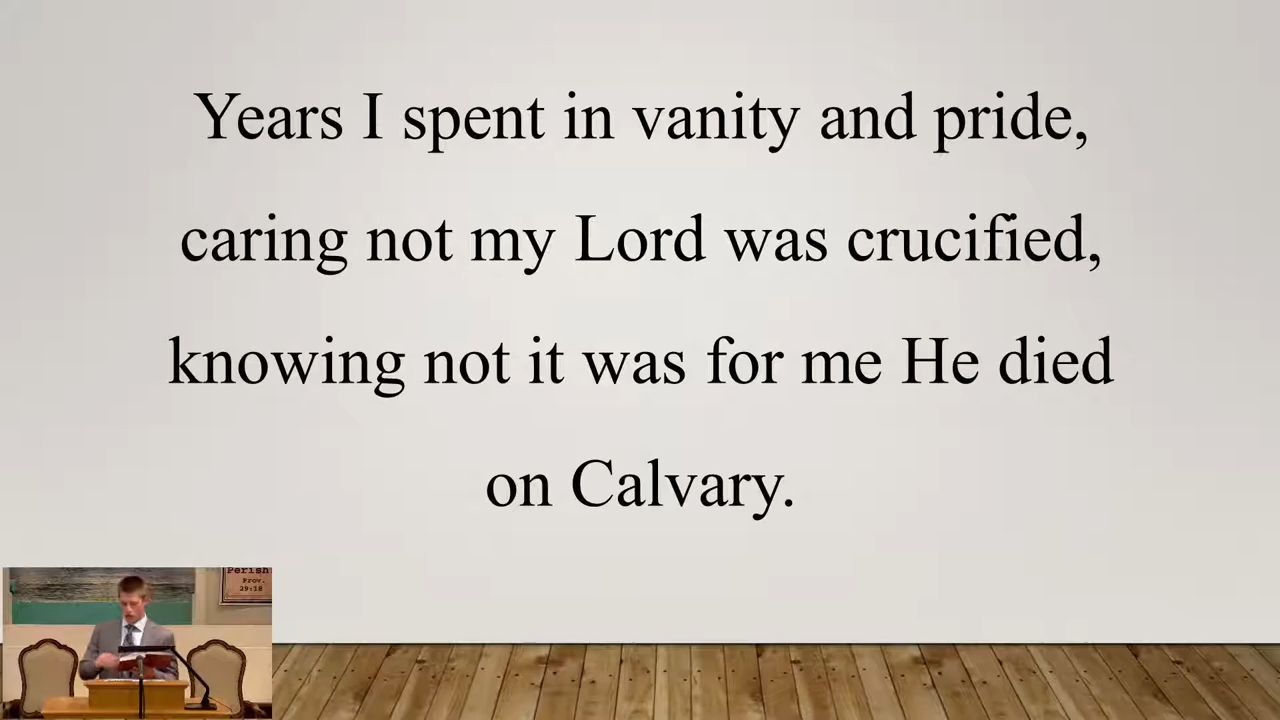 Years I spent in vanity and pride,
caring not my Lord was crucified,
knowing not it was for me He died
on Calvary.
Perish
Prov.
29:18